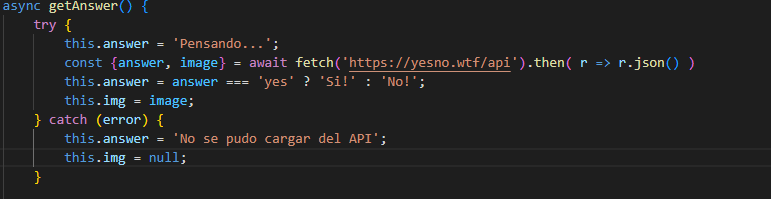 async getAnswer() {
try {
this.answer = 'Pensando...';
const {answer, image} = await fetch('https://yesno.wtf/api').then( r => r.json() )
this.answer = answer === 'yes' ? 'Si!' : 'No!';
this.img = image;
} catch (error) {
this.answer = 'No se pudo cargar del API';
this.img = null;
}